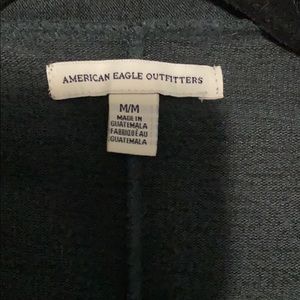 AMERICAN EAGLE OUTFITTERS
M/M
MADE IN
GUATEMALA
FABRIQUÉ AU
GUATEMALA